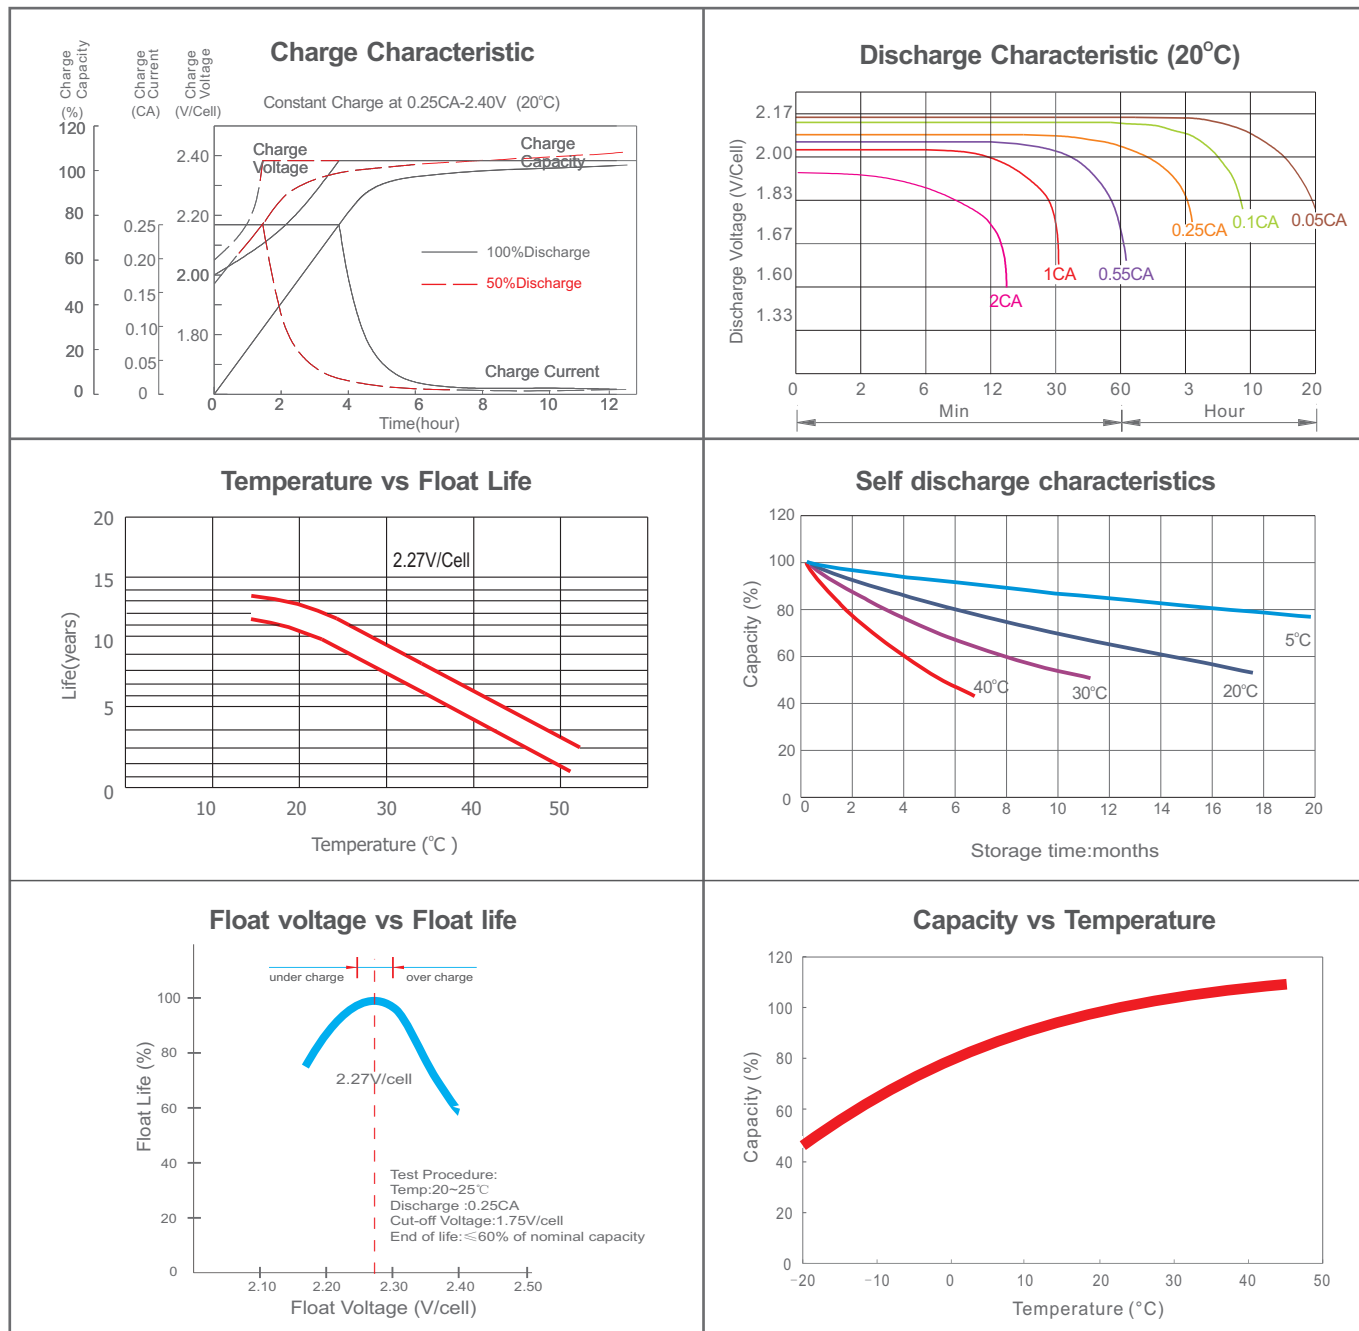 Charge Characteristic
Charge
Capacity
(%)
Charge
Current
(CA)
Charge
Voltage
(V/Cell)
Constant Charge at 0.25CA-2.40V (20°C)
120
100
80
60
40
20
0
0.25
0.20
0.15
0.10
0.05
0
2.40
2.20
2.00
1.80
Charge
Voltage
Charge
Capacity
100%Discharge
50%Discharge
Charge Current
0 2 4 6 8 10 12
Time(hour)
Discharge Characteristic (20°C)
Discharge Voltage (V/Cell)
2.17
2.00
1.83
1.67
1.60
1.33
2CA
1CA
0.55CA
0.25CA
0.1CA
0.05CA
0 2 6 12 30 60 3 10 20
Min Hour
Temperature vs Float Life
Life(years)
20
15
10
5
0
2.27V/Cell
10 20 30 40 50
Temperature (°C )
Self discharge characteristics
Capacity (%)
120
100
80
60
40
20
0
5°C
40°C
30°C
20°C
0 2 4 6 8 10 12 14 16 18 20
Storage time:months
Float voltage vs Float life
Float Life (%)
under charge over charge
100
80
60
40
20
0
2.27V/cell
Test Procedure:
Temp:20~25℃
Discharge :0.25CA
Cut-off Voltage:1.75V/cell
End of life:≦60% of nominal capacity
2.10 2.20 2.30 2.40 2.50
Float Voltage (V/cell)
Capacity vs Temperature
Capacity (%)
120
100
80
60
40
20
0
-20 -10 0 10 20 30 40 50
Temperature (°C)